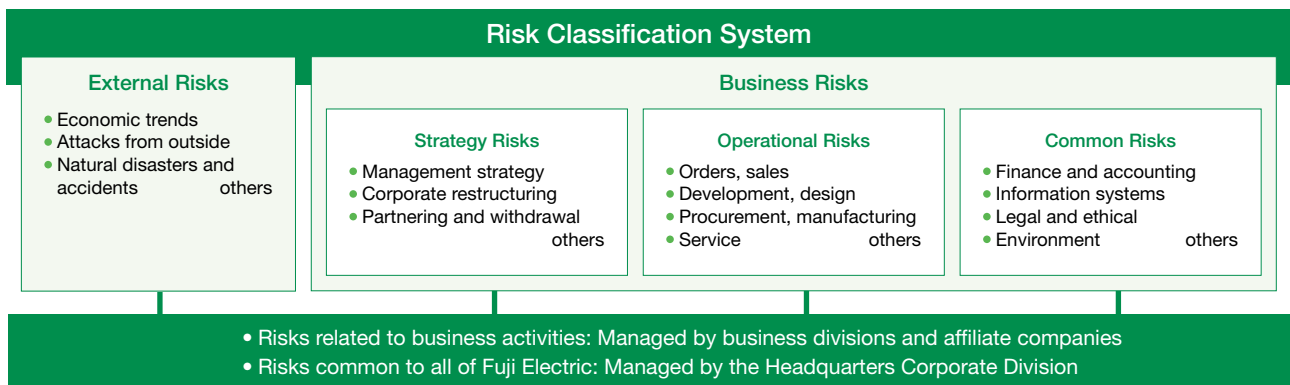 Risk Classification System
External Risks
• Economic trends
• Attacks from outside
• Natural disasters and
accidents others
Business Risks
Strategy Risks
• Management strategy
• Corporate restructuring
• Partnering and withdrawal
others
Operational Risks
• Orders, sales
• Development, design
• Procurement, manufacturing
• Service others
Common Risks
• Finance and accounting
• Information systems
• Legal and ethical
• Environment others
• Risks related to business activities: Managed by business divisions and affiliate companies
• Risks common to all of Fuji Electric: Managed by the Headquarters Corporate Division